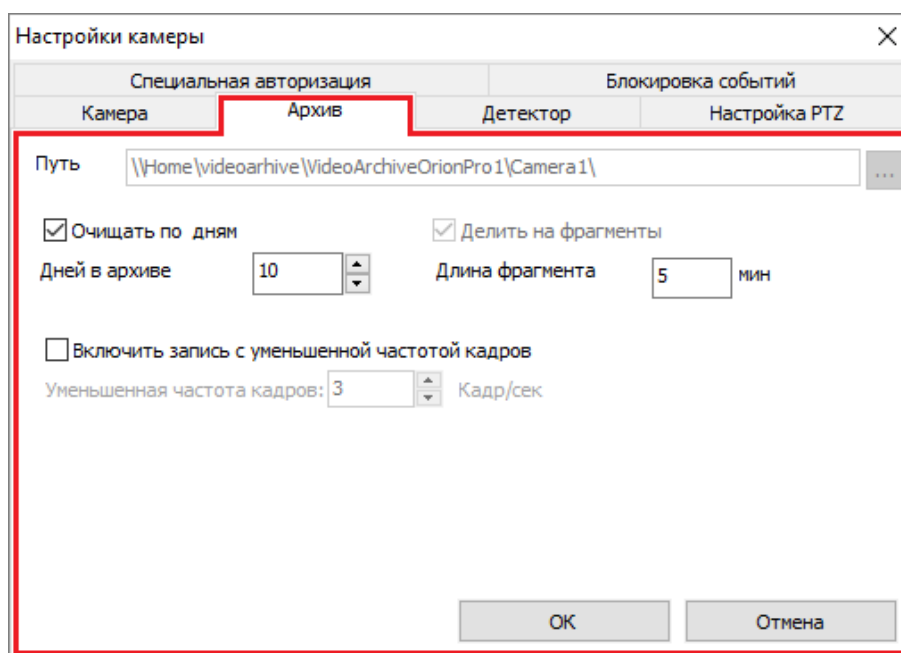 Настройки камеры
Специальная авторизация Блокировка событий
Камера Архив Детектор Настройка PTZ
Путь \\Home\videoarhive\VideoArchiveOrionPro1\Camera1\ ...
Очищать по дням Делить на фрагменты
Дней в архиве 10 Длина фрагмента 5 мин
Включить запись с уменьшенной частотой кадров
Уменьшенная частота кадров: 3 Кадр/сек
ОК Отмена